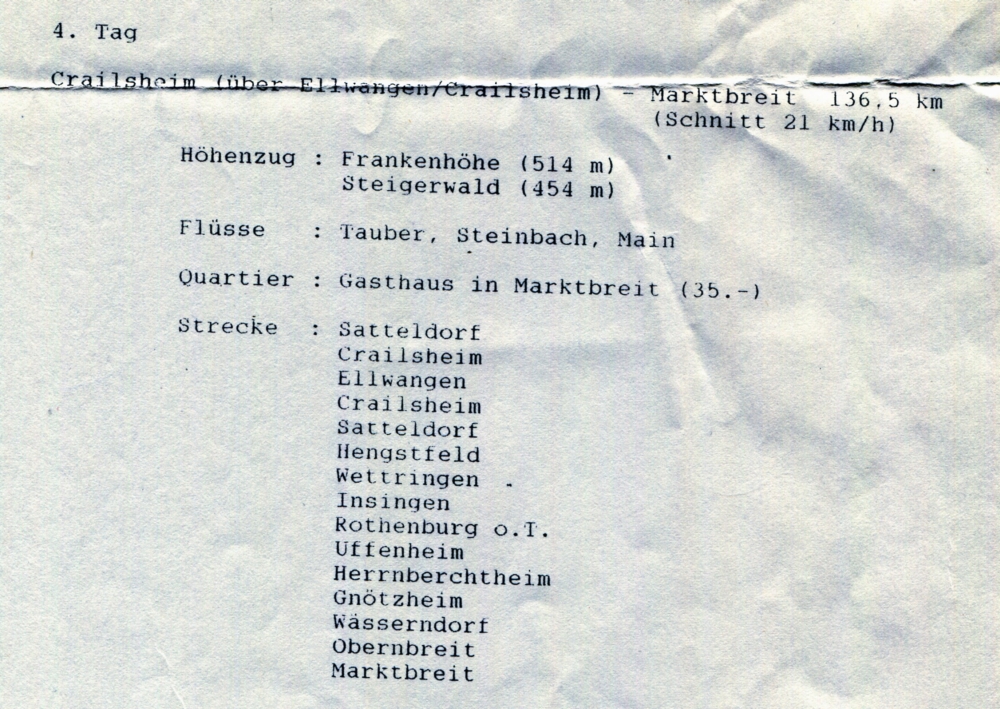 4. Tag
Crailsheim (über Ellwangen/Crailsheim) - Marktbreit 136,5 km
(Schnitt 21 km/h)
Höhenzug : Frankenhöhe (514 m)
Steigerwald (454 m)
Flüsse : Tauber, Steinbach, Main
Quartier : Gasthaus in Marktbreit (35.-)
Strecke : Satteldorf
Crailsheim
Ellwangen
Crailsheim
Satteldorf
Hengstfeld
Wettringen
Insingen
Rothenburg o.T.
Uffenheim
Herrnberchtheim
Gnötzheim
Wässerndorf
Obernbreit
Marktbreit